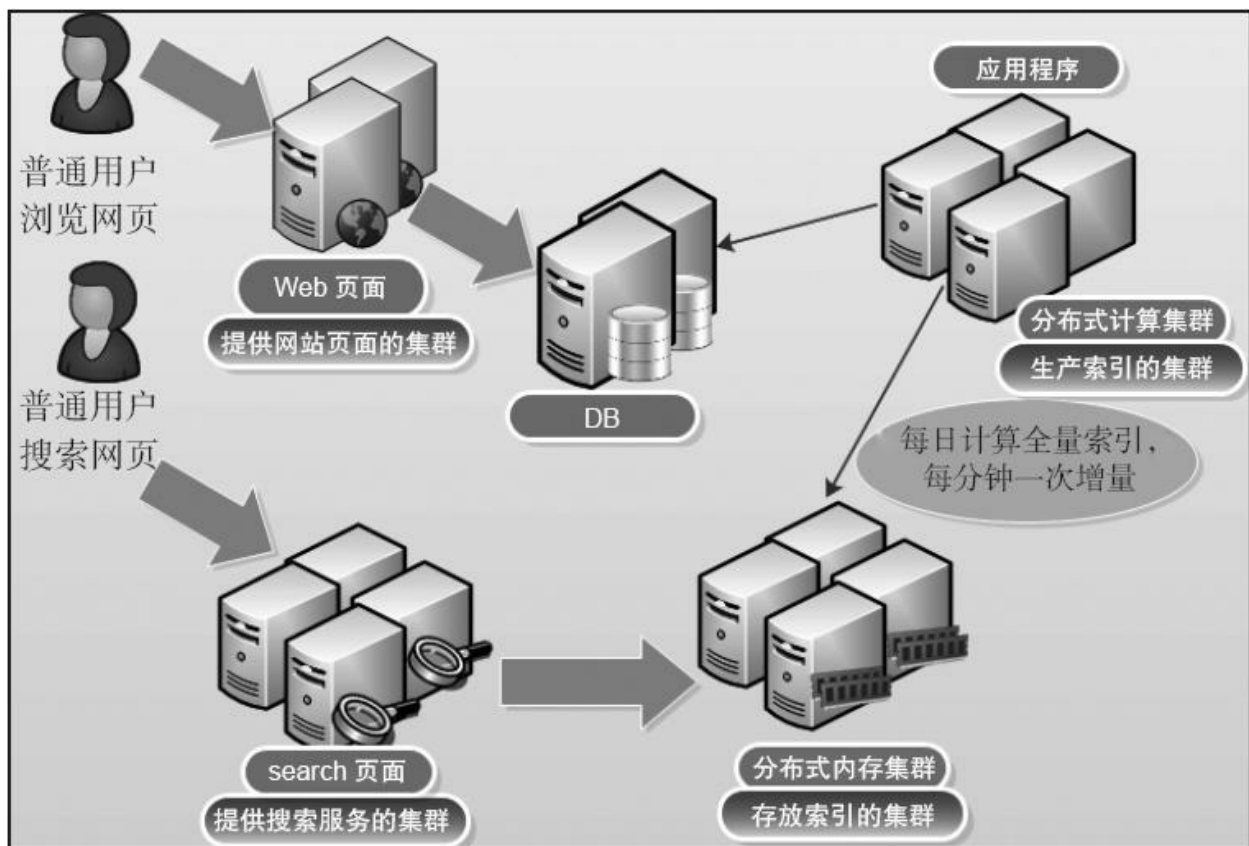 应用程序
普通用户
浏览网页
Web 页面
提供网站页面的集群
DB
分布式计算集群
生产索引的集群
每日计算全量索引，
每分钟一次增量
普通用户
搜索网页
search 页面
提供搜索服务的集群
分布式内存集群
存放索引的集群